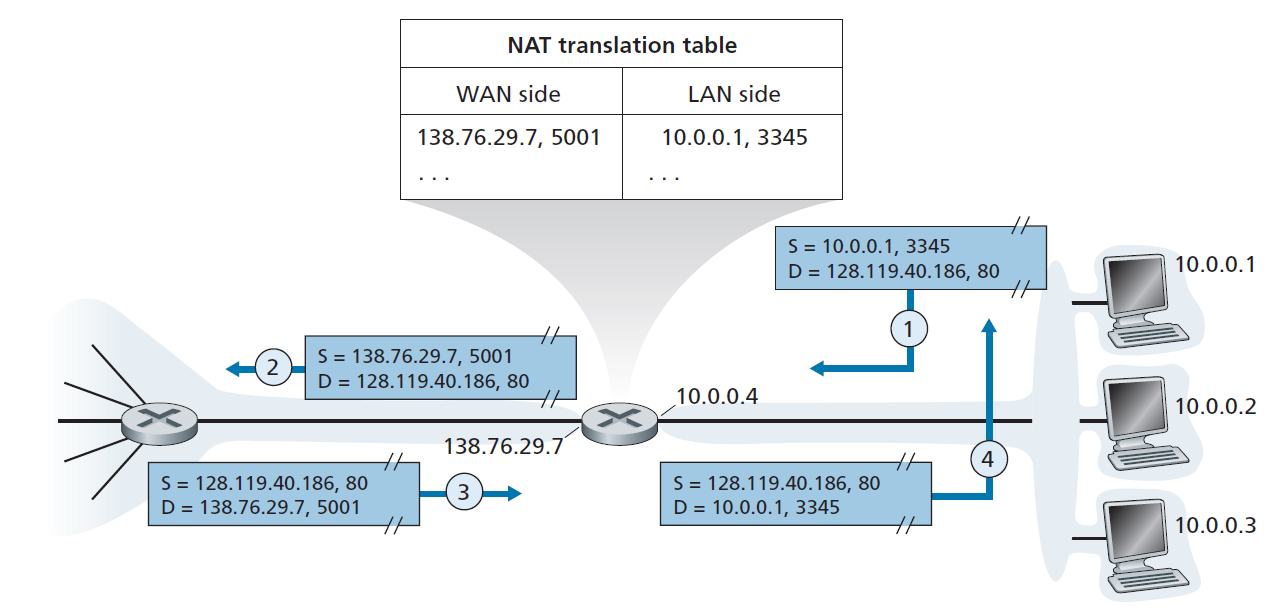 NAT translation table
WAN side LAN side
138.76.29.7, 5001 10.0.0.1, 3345
. . . . . .
S = 10.0.0.1, 3345
D = 128.119.40.186, 80
10.0.0.1
1
2
S = 138.76.29.7, 5001
D = 128.119.40.186, 80
10.0.0.4
10.0.0.2
138.76.29.7
4
S = 128.119.40.186, 80
D = 138.76.29.7, 5001
3
S = 128.119.40.186, 80
D = 10.0.0.1, 3345
10.0.0.3